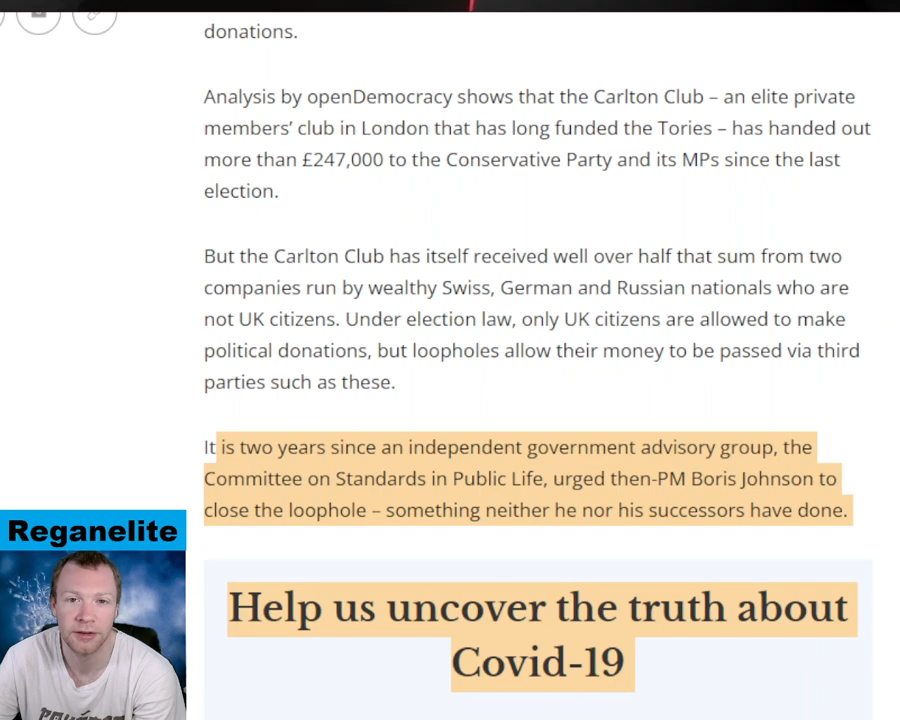 donations.
Analysis by openDemocracy shows that the Carlton Club – an elite private
members’ club in London that has long funded the Tories – has handed out
more than £247,000 to the Conservative Party and its MPs since the last
election.
But the Carlton Club has itself received well over half that sum from two
companies run by wealthy Swiss, German and Russian nationals who are
not UK citizens. Under election law, only UK citizens are allowed to make
political donations, but loopholes allow their money to be passed via third
parties such as these.
It is two years since an independent government advisory group, the
Committee on Standards in Public Life, urged then-PM Boris Johnson to
close the loophole – something neither he nor his successors have done.
Reganelite
Help us uncover the truth about
Covid-19